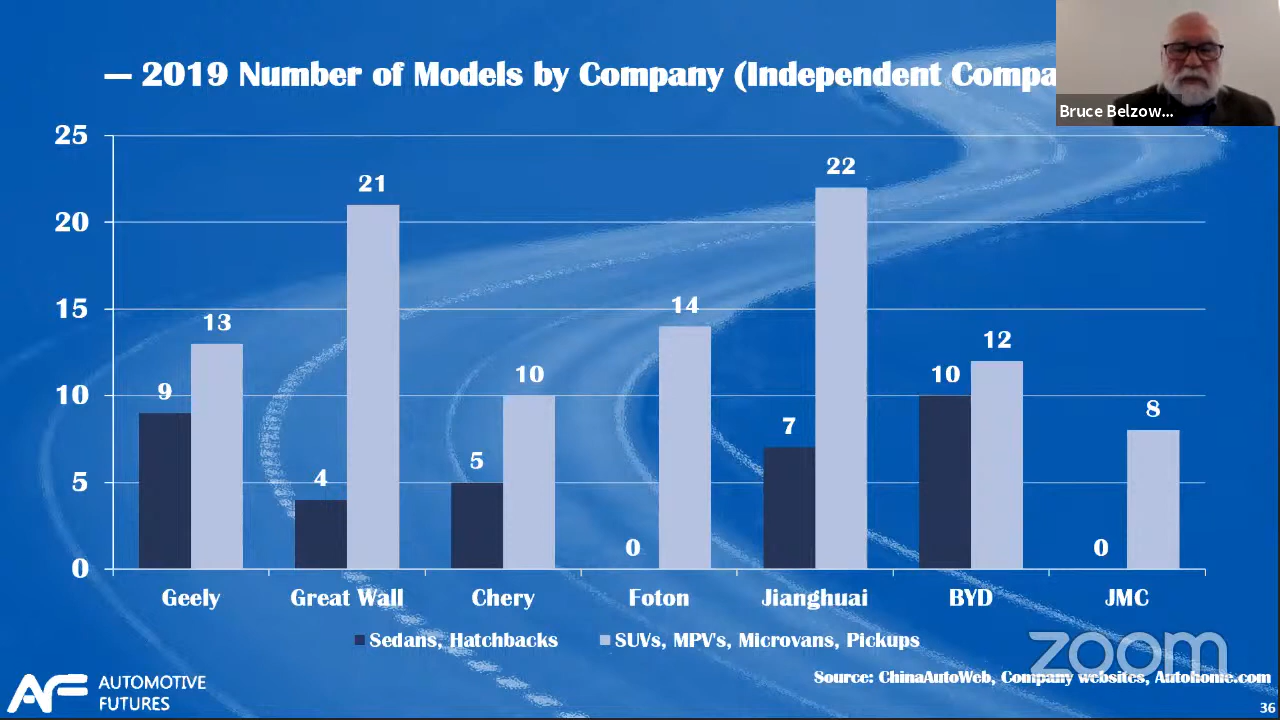 — 2019 Number of Models by Company (Independent Compa
Bruce Belzow...
25
20
15
10
5
0
9
13
4
21
5
10
0
14
7
22
10
12
0
8
Geely
Great Wall
Chery
Foton
Jianghuai
BYD
JMC
Sedans, Hatchbacks
SUVs, MPV's, Microvans, Pickups
zoom
Source: ChinaAutoWeb, Company websites, Autohome.com
AF AUTOMOTIVE
FUTURES
36